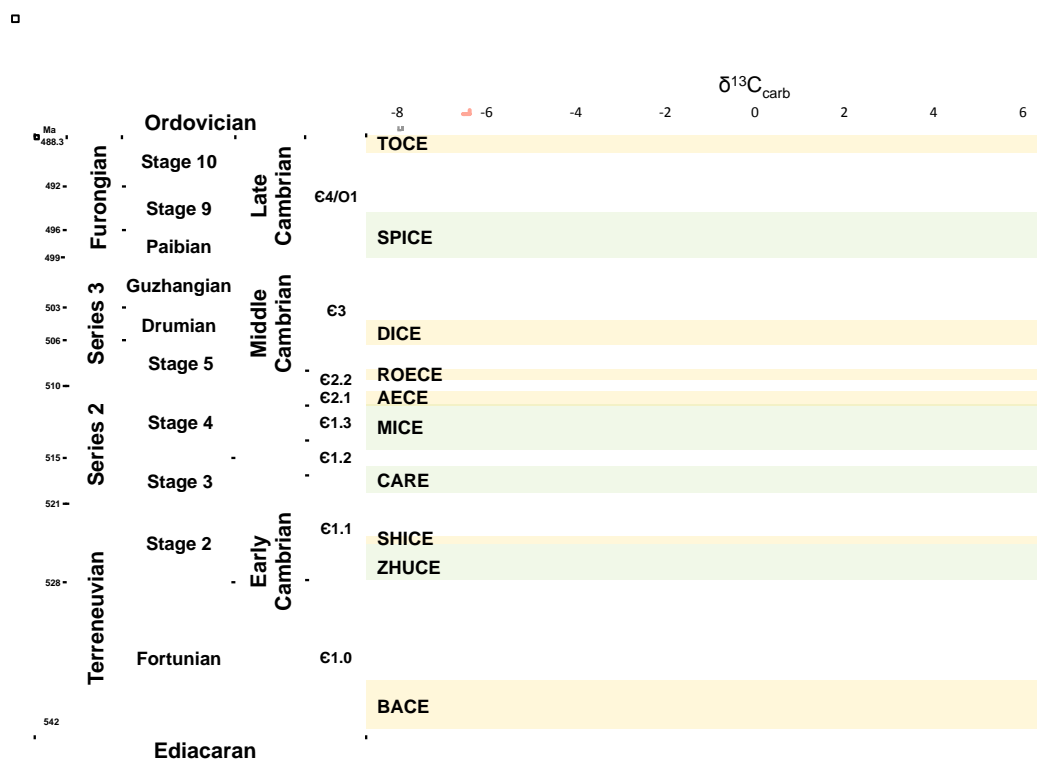 δ¹³C carb
-8 -6 -4 -2 0 2 4 6
Ordovician
Ma
488.3
TOCE
Stage 10
492
Furongian
Late
Cambrian
Є4/O1
Stage 9
496
SPICE
Paibian
499
Guzhangian
503
Series 3
Middle
Cambrian
Є3
Drumian
DICE
506
Stage 5
ROECE
Є2.2
510
Є2.1
AECE
Series 2
Stage 4
Є1.3
MICE
515
Є1.2
Stage 3
CARE
521
Є1.1
Early
Cambrian
SHICE
Stage 2
ZHUCE
528
Terreneuvian
Fortunian
Є1.0
BACE
542
Ediacaran